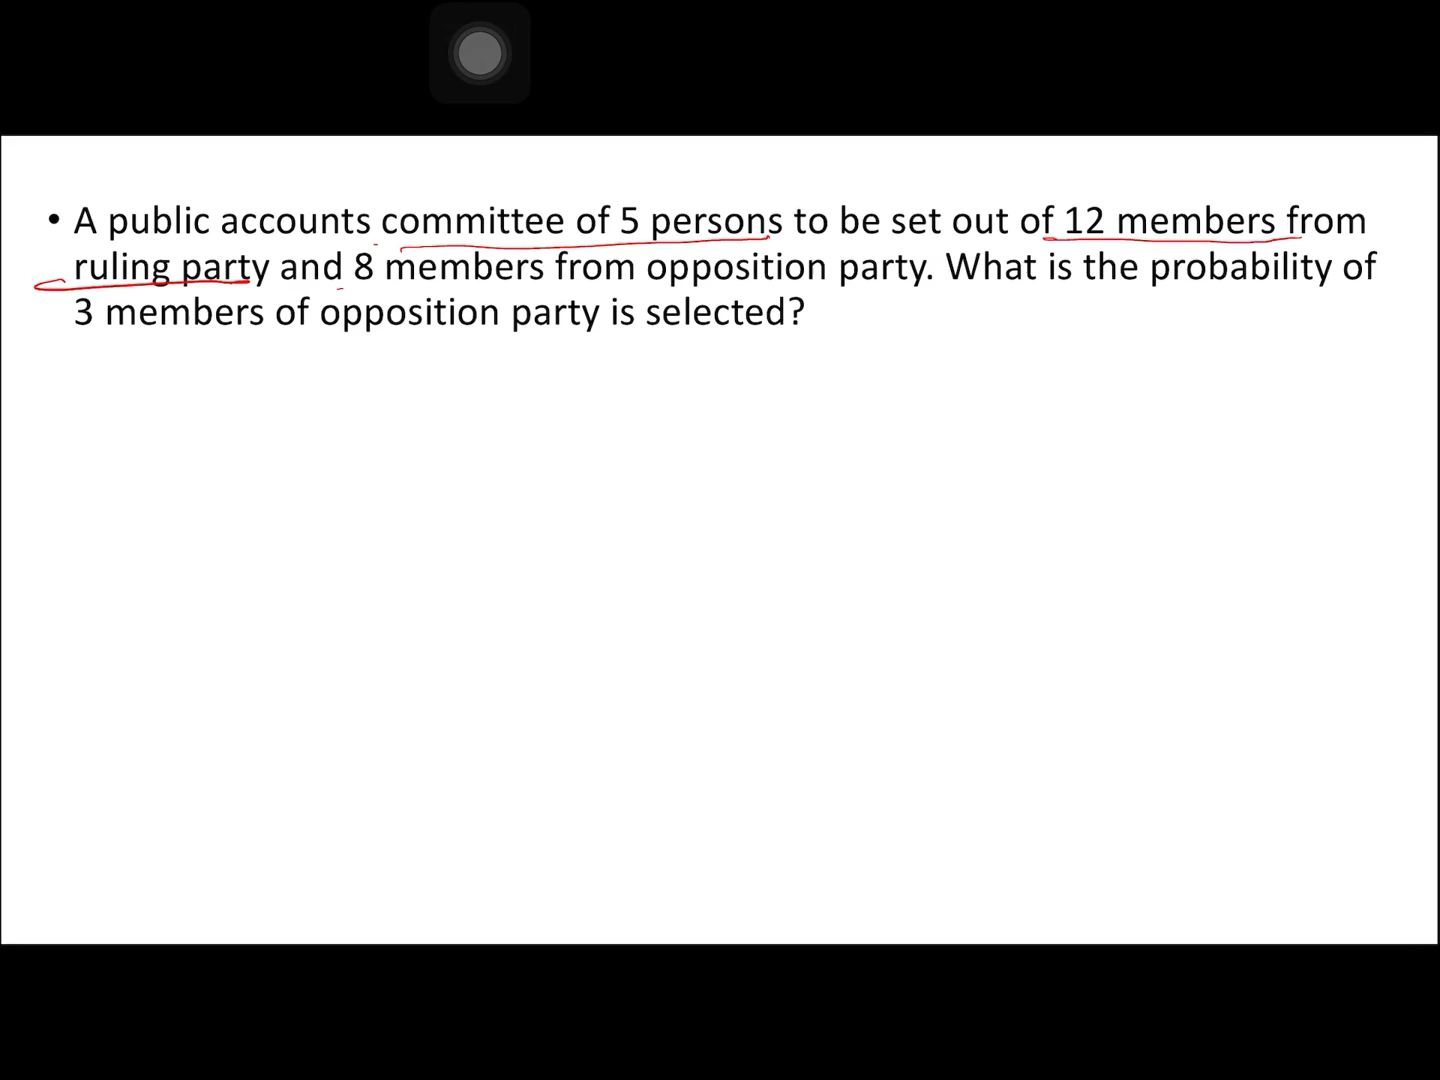 • A public accounts committee of 5 persons to be set out of 12 members from
ruling party and 8 members from opposition party. What is the probability of
3 members of opposition party is selected?